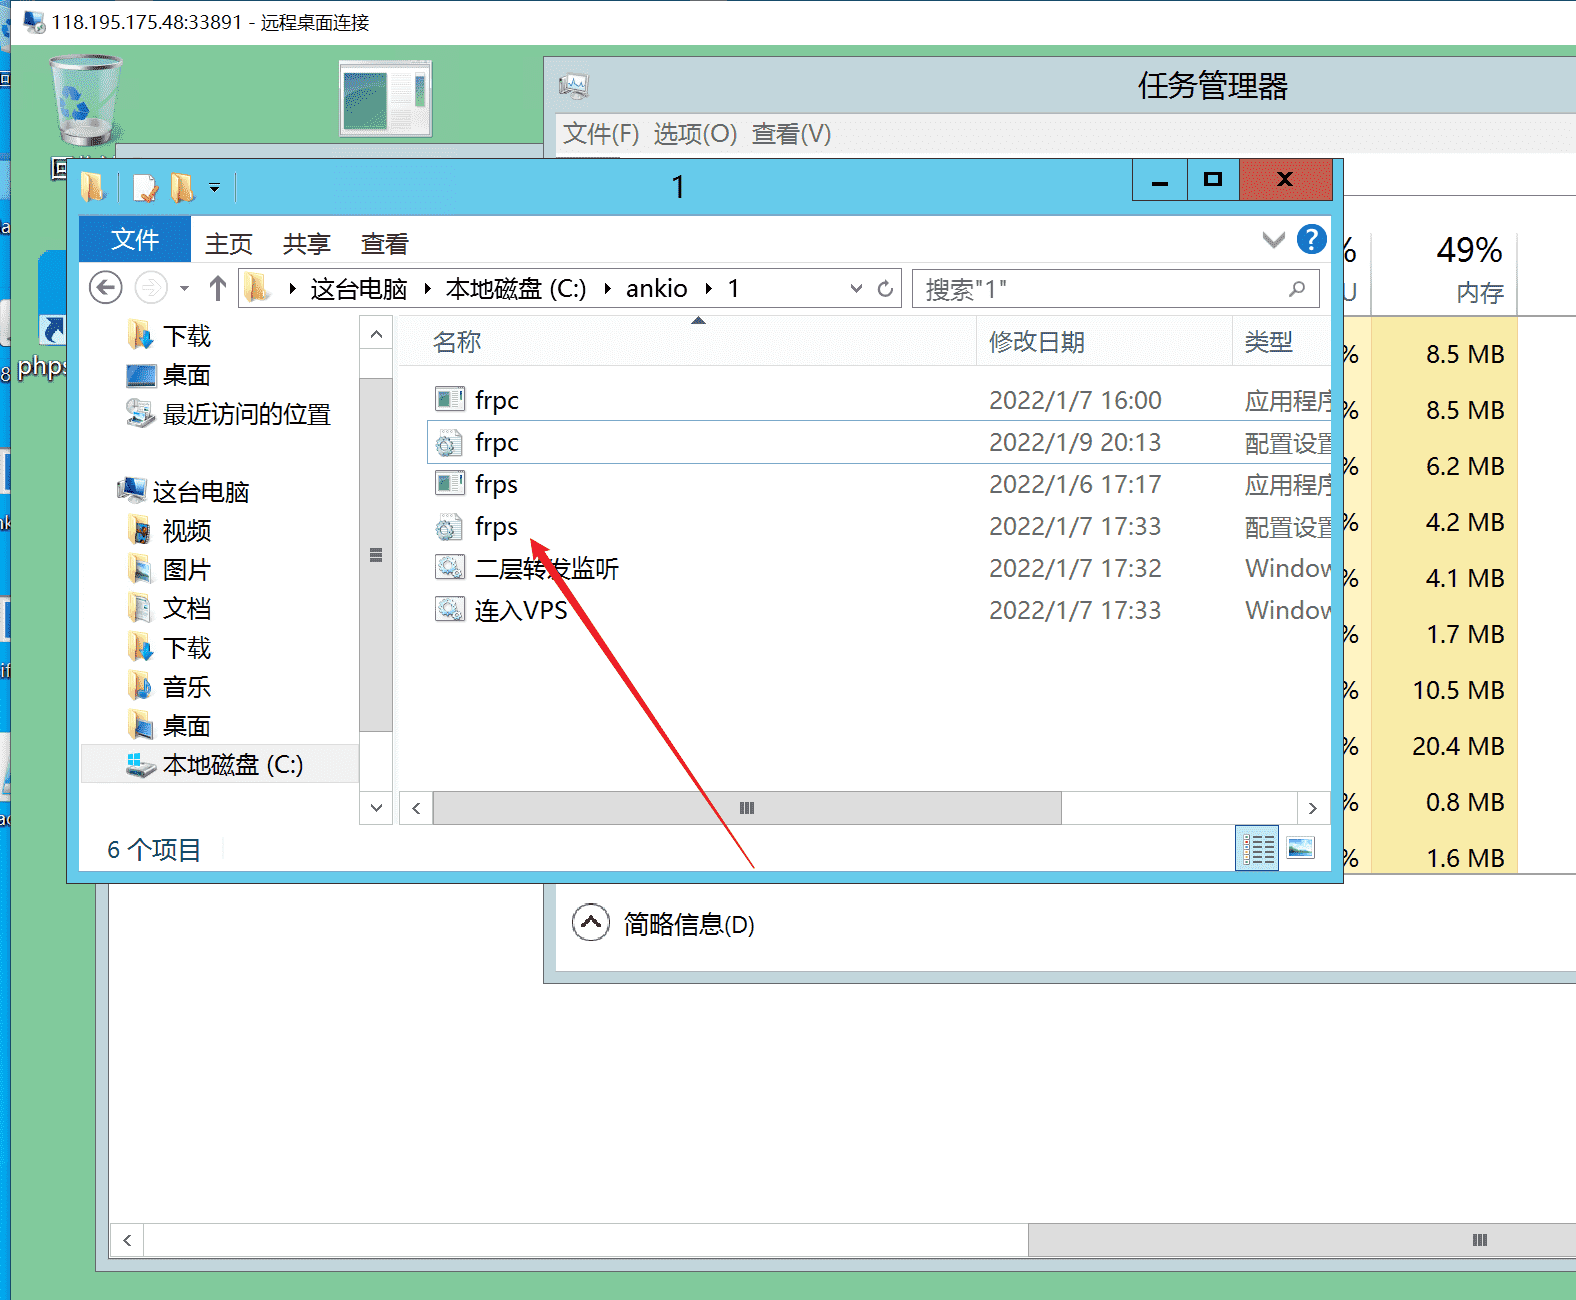 118.195.175.48:33891 - 远程桌面连接
任务管理器
文件(F) 选项(O) 查看(V)
1
文件 主页 共享 查看
这台电脑 本地磁盘 (C:) ankio 1
搜索"1"
下载
桌面
最近访问的位置
这台电脑
视频
图片
文档
下载
音乐
桌面
本地磁盘 (C:)
名称 修改日期 类型
frpc 2022/1/7 16:00 应用程序
frpc 2022/1/9 20:13 配置设置
frps 2022/1/6 17:17 应用程序
frps 2022/1/7 17:33 配置设置
二层转发监听 2022/1/7 17:32 Window
连入VPS 2022/1/7 17:33 Window
6 个项目
% 49%
U 内存
% 8.5 MB
% 8.5 MB
% 6.2 MB
% 4.2 MB
% 4.1 MB
% 1.7 MB
% 10.5 MB
% 20.4 MB
% 0.8 MB
% 1.6 MB
简略信息(D)
phps